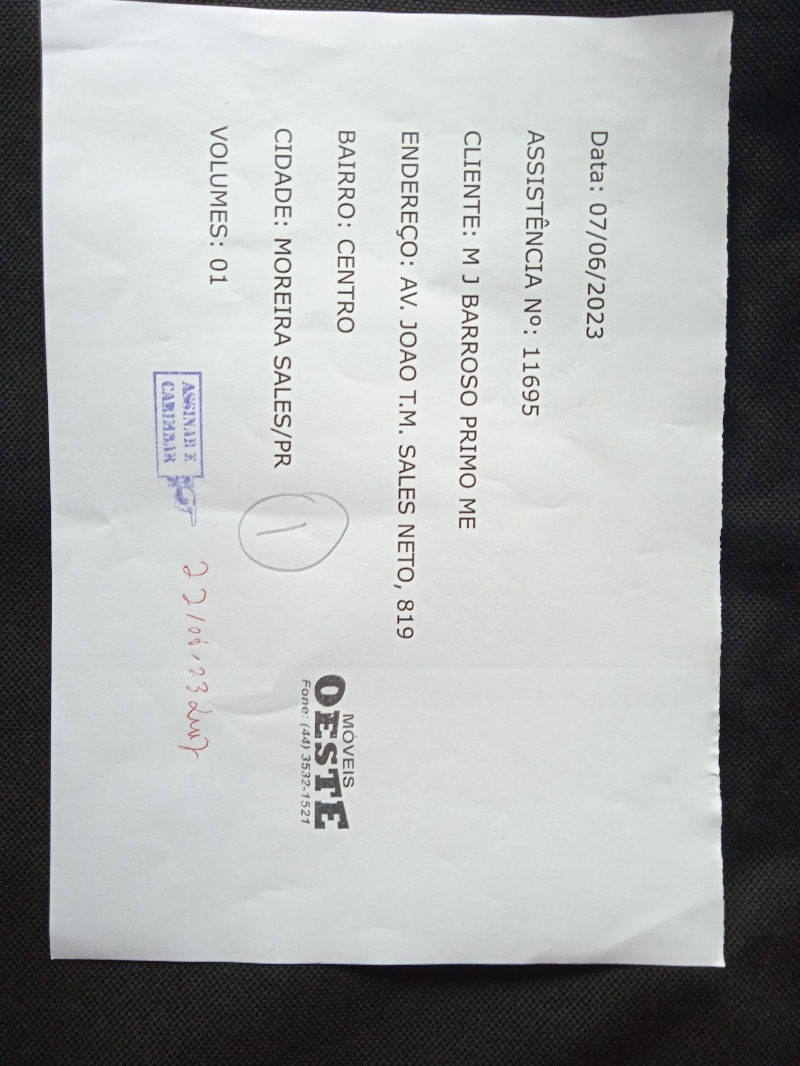 Data: 07/06/2023
ASSISTÊNCIA Nº: 11695
CLIENTE: M J BARROSO PRIMO ME
ENDEREÇO: AV. JOAO T.M. SALES NETO, 819
BAIRRO: CENTRO
CIDADE: MOREIRA SALES/PR
1
MÓVEIS
OESTE
Fone: (44) 3532-1521
VOLUMES: 01
ASSINAR E
CARIMBAR